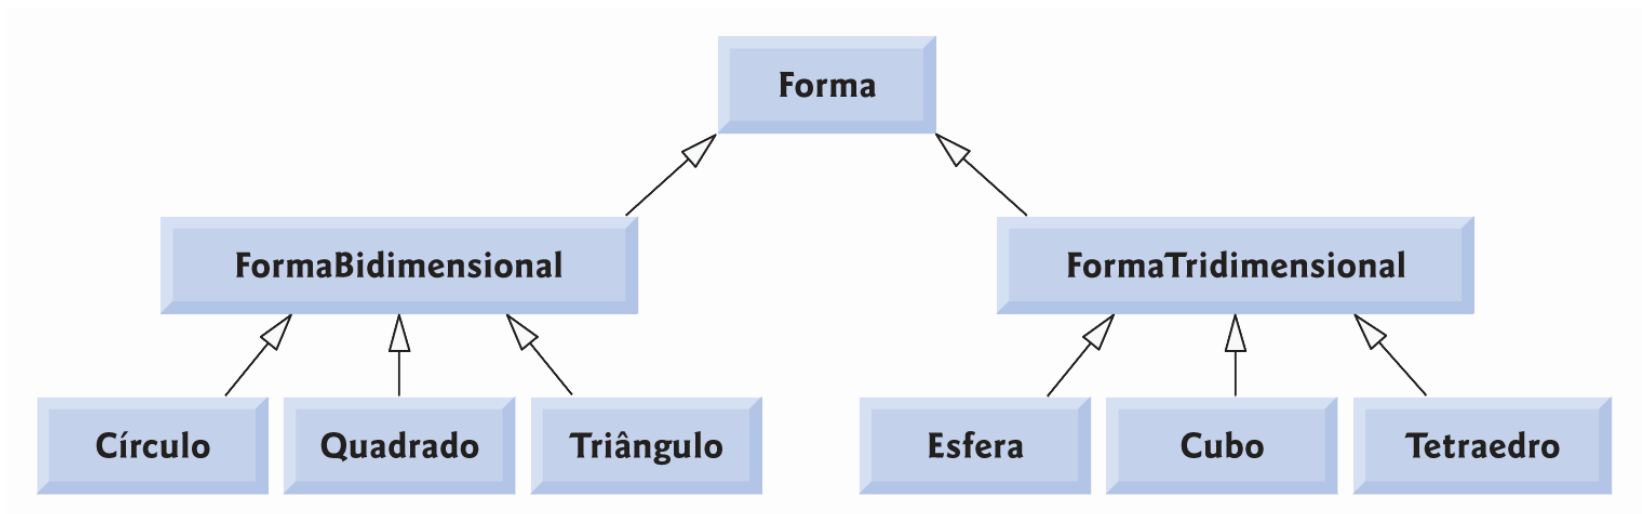 Forma
FormaBidimensional
FormaTridimensional
Círculo
Quadrado
Triângulo
Esfera
Cubo
Tetraedro